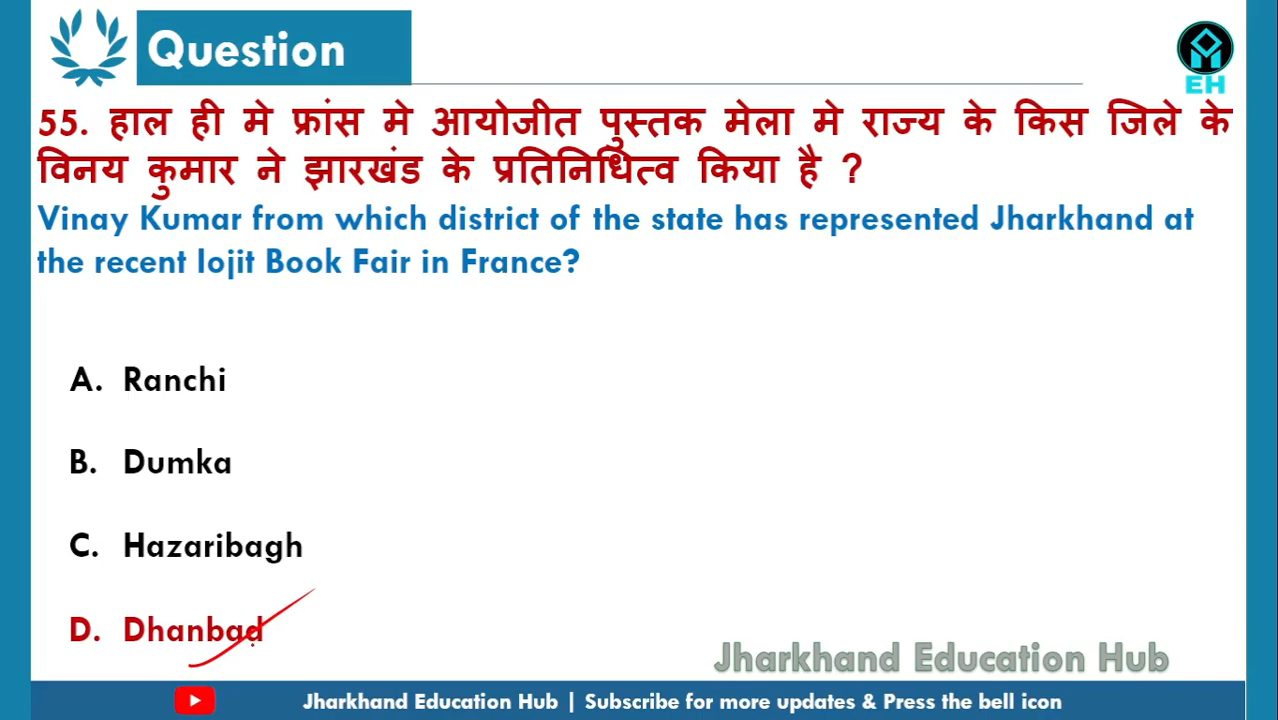 Question
EH
55. हाल ही मे फ्रांस मे आयोजीत पुस्तक मेला मे राज्य के किस जिले के
विनय कुमार ने झारखंड के प्रतिनिधित्व किया है ?
Vinay Kumar from which district of the state has represented Jharkhand at
the recent Iojit Book Fair in France?
A. Ranchi
B. Dumka
C. Hazaribagh
D. Dhanbad
Jharkhand Education Hub
Jharkhand Education Hub | Subscribe for more updates & Press the bell icon